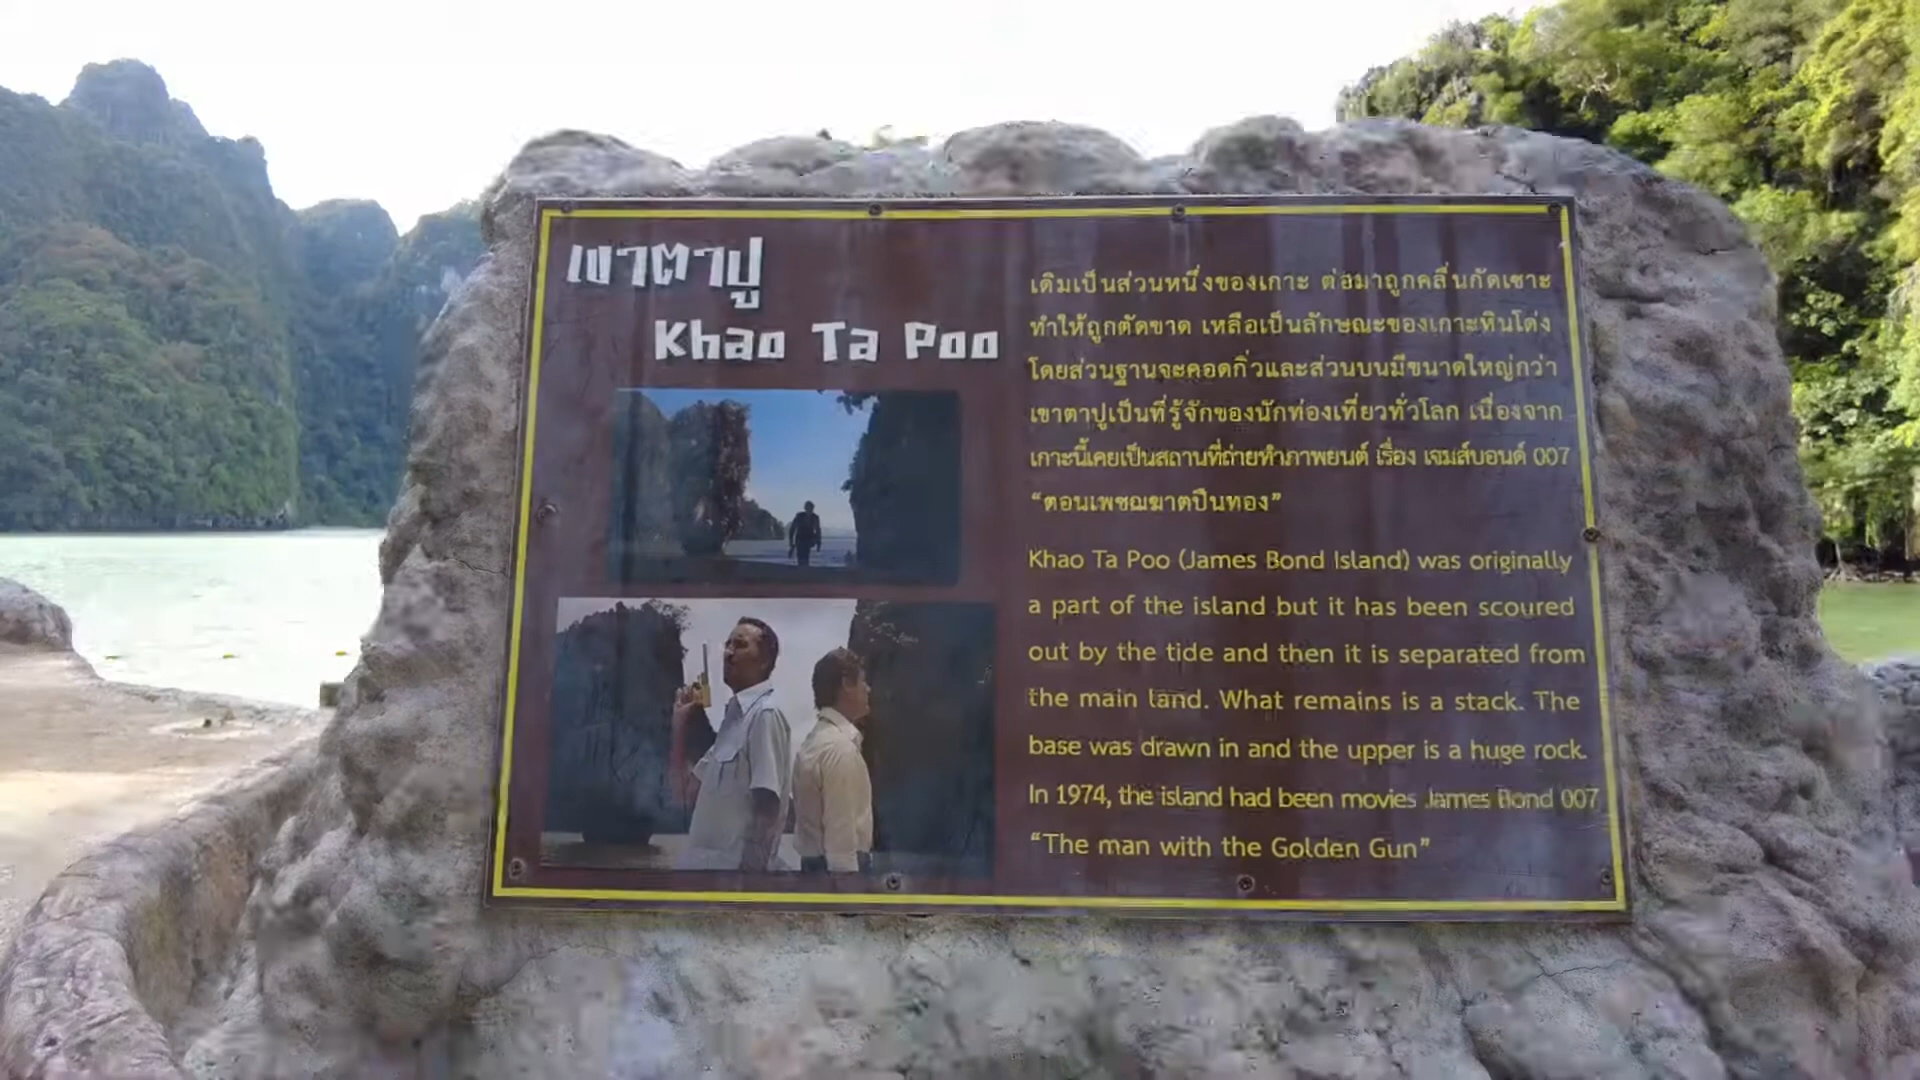 เขาตาปู
Khao Ta Poo
เดิมเป็นส่วนหนึ่งของเกาะ ต่อมาถูกคลื่นกัดเซาะ
ทำให้ถูกตัดขาด เหลือเป็นลักษณะของเกาะหินโด่ง
โดยส่วนฐานจะคอดกิ่วและส่วนบนมีขนาดใหญ่กว่า
เขาตาปูเป็นที่รู้จักของนักท่องเที่ยวทั่วโลก เนื่องจาก
เกาะนี้เคยเป็นสถานที่ถ่ายทำภาพยนต์ เรื่อง เจมส์บอนด์ 007
“ตอนเพชฌฆาตปืนทอง”
Khao Ta Poo (James Bond Island) was originally
a part of the island but it has been scoured
out by the tide and then it is separated from
the main land. What remains is a stack. The
base was drawn in and the upper is a huge rock.
In 1974, the island had been movies James Bond 007
“The man with the Golden Gun”